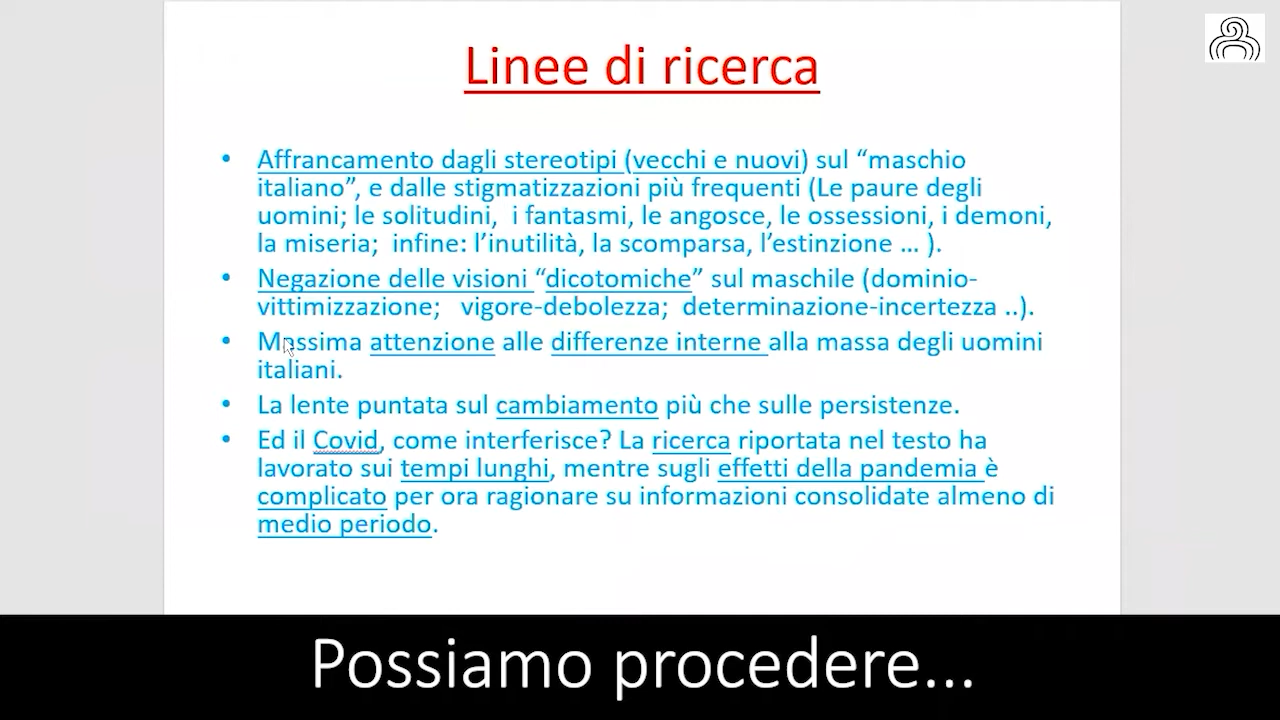 Linee di ricerca
• Affrancamento dagli stereotipi (vecchi e nuovi) sul “maschio
italiano”, e dalle stigmatizzazioni più frequenti (Le paure degli
uomini; le solitudini, i fantasmi, le angosce, le ossessioni, i demoni,
la miseria; infine: l’inutilità, la scomparsa, l’estinzione … ).
• Negazione delle visioni “dicotomiche” sul maschile (dominio-
vittimizzazione; vigore-debolezza; determinazione-incertezza ..).
• Massima attenzione alle differenze interne alla massa degli uomini
italiani.
• La lente puntata sul cambiamento più che sulle persistenze.
• Ed il Covid, come interferisce? La ricerca riportata nel testo ha
lavorato sui tempi lunghi, mentre sugli effetti della pandemia è
complicato per ora ragionare su informazioni consolidate almeno di
medio periodo.
Possiamo procedere...